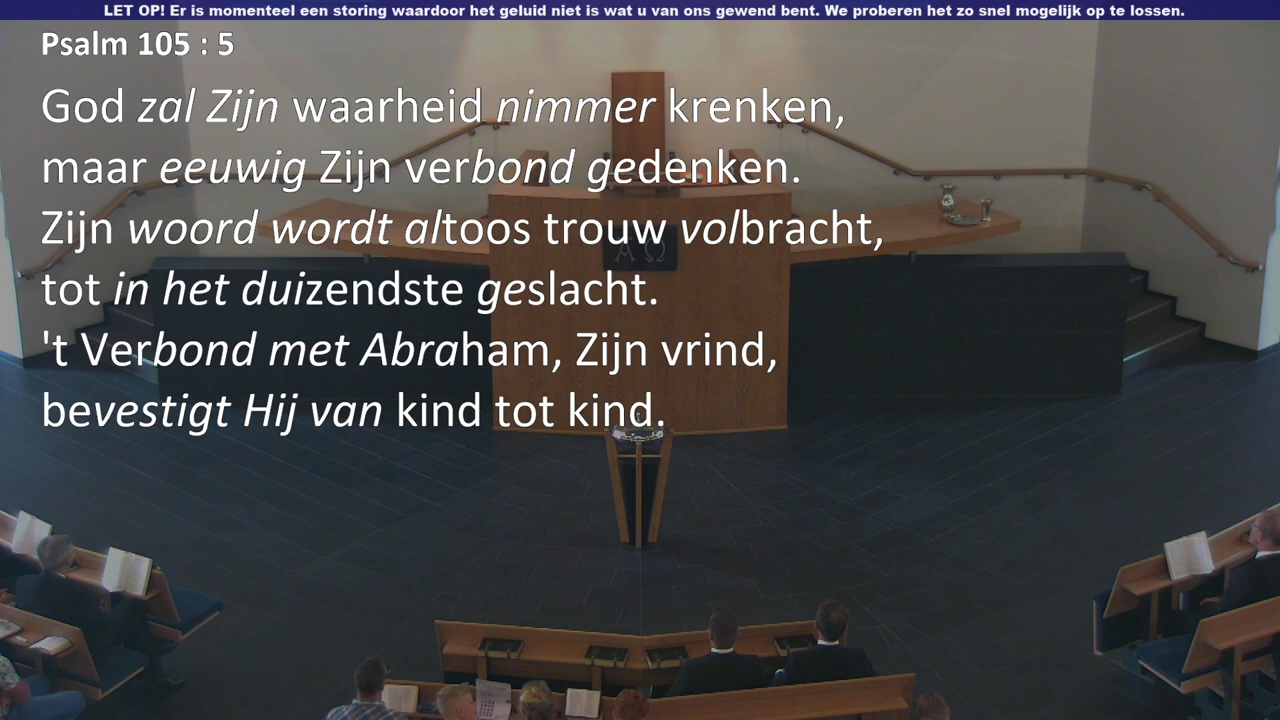 LET OP! Er is momenteel een storing waardoor het geluid niet is wat u van ons gewend bent. We proberen het zo snel mogelijk op te lossen.
Psalm 105 : 5
God zal Zijn waarheid nimmer krenken,
maar eeuwig Zijn verbond gedenken.
Zijn woord wordt altoos trouw volbracht,
tot in het duizendste geslacht.
't Verbond met Abraham, Zijn vrind,
bevestigt Hij van kind tot kind.
ΑΩ